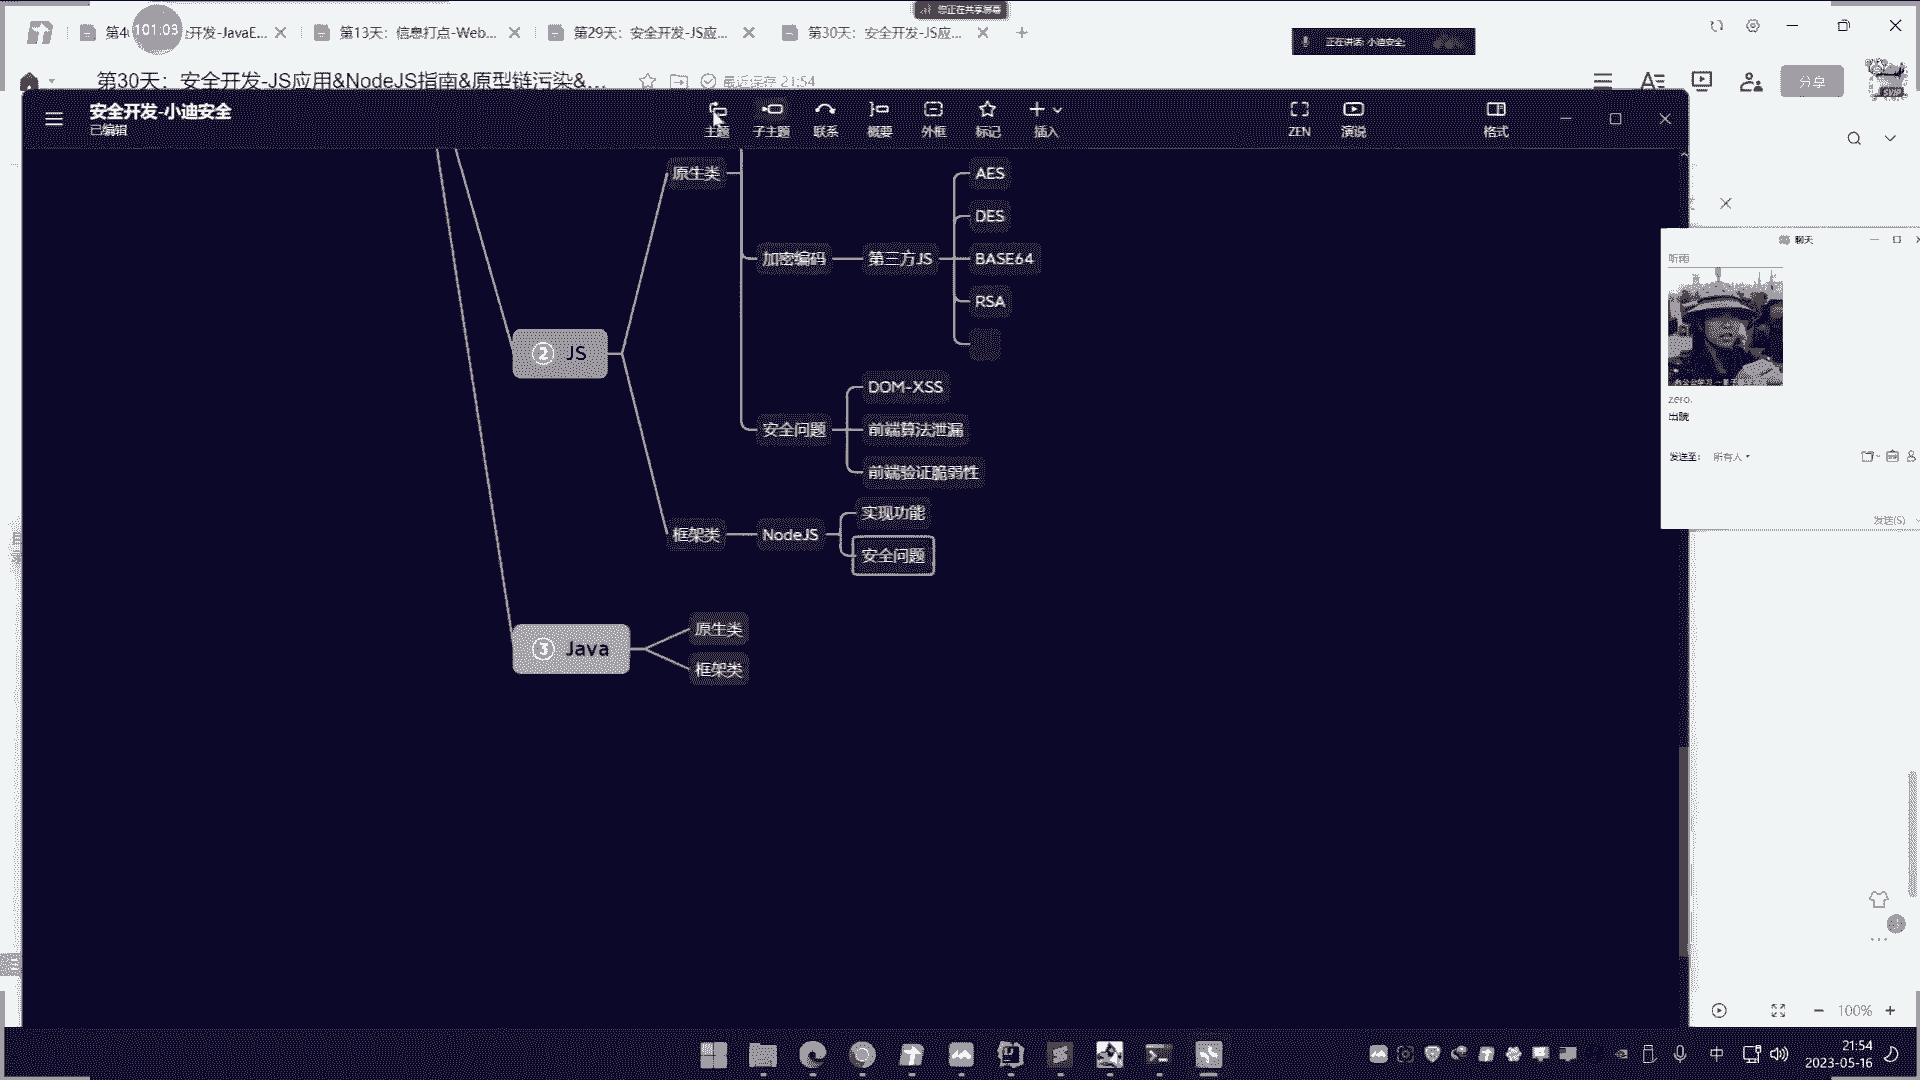 您正在共享屏幕
第4
101:03
开发-JavaE...
第13天：信息打点-Web...
第29天：安全开发-JS应...
第30天：安全开发-JS应...
正在讲话: 小迪安全;
第30天：安全开发-JS应用&NodeJS指南&原型链污染&...
最近保存 21:54
分享
安全开发-小迪安全
已编辑
主题
子主题
联系
概要
外框
标记
插入
ZEN
演说
格式
原生类
加密编码
第三方JS
AES
DES
BASE64
RSA
② JS
安全问题
DOM-XSS
前端算法泄漏
前端验证脆弱性
框架类
NodeJS
实现功能
安全问题
③ Java
原生类
框架类
聊天
听雨
zero.
出院
发送至:
所有人
发送(S)
100%
中
21:54
2023-05-16